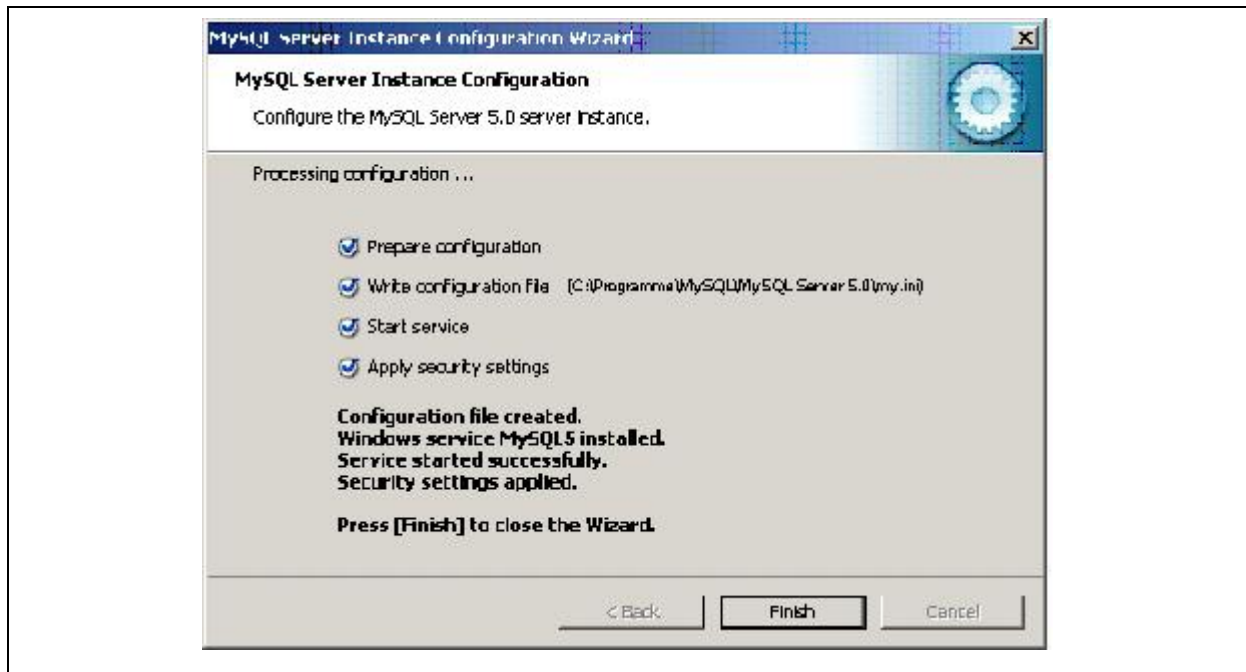 MySQL Server Instance Configuration Wizard
MySQL Server Instance Configuration
Configure the MySQL Server 5.0 server instance.
Processing configuration ...
Prepare configuration
Write configuration file (C:\Programme\MySQL\MySQL Server 5.0\my.ini)
Start service
Apply security settings
Configuration file created.
Windows service MySQL5 installed.
Service started successfully.
Security settings applied.
Press [Finish] to close the Wizard.
< Back Finish Cancel